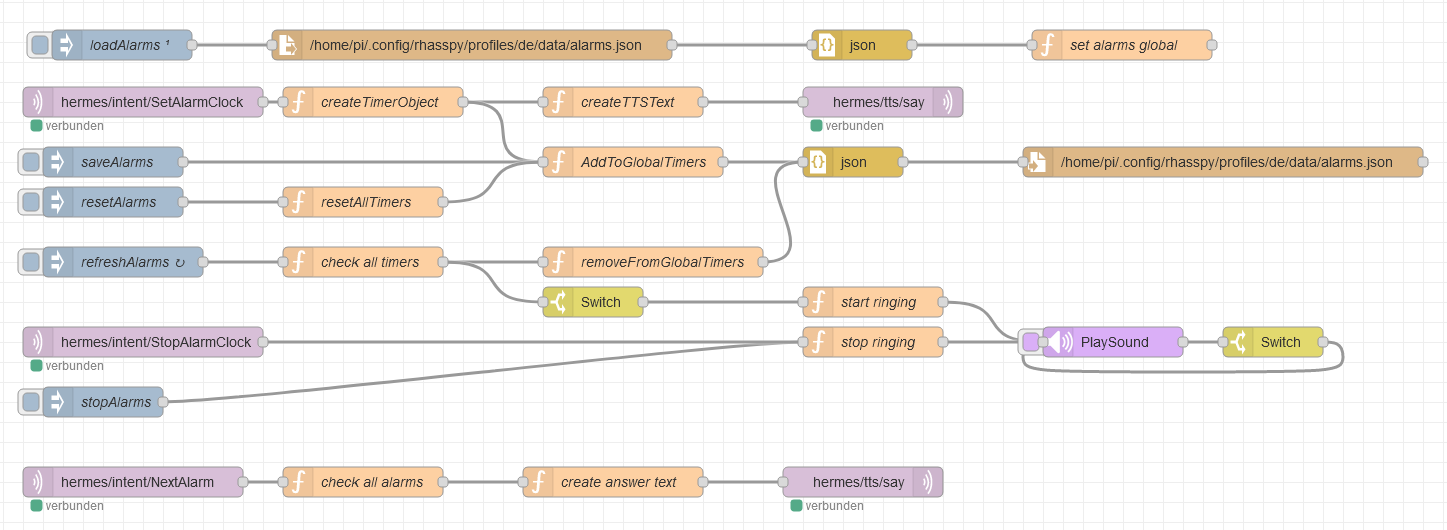 loadAlarms ¹
/home/pi/.config/rhasspy/profiles/de/data/alarms.json
json
set alarms global
hermes/intent/SetAlarmClock
createTimerObject
createTTSText
hermes/tts/say
verbunden
verbunden
saveAlarms
AddToGlobalTimers
json
/home/pi/.config/rhasspy/profiles/de/data/alarms.json
resetAlarms
resetAllTimers
refreshAlarms ↻
check all timers
removeFromGlobalTimers
Switch
start ringing
hermes/intent/StopAlarmClock
stop ringing
PlaySound
Switch
verbunden
stopAlarms
hermes/intent/NextAlarm
check all alarms
create answer text
hermes/tts/say
verbunden
verbunden